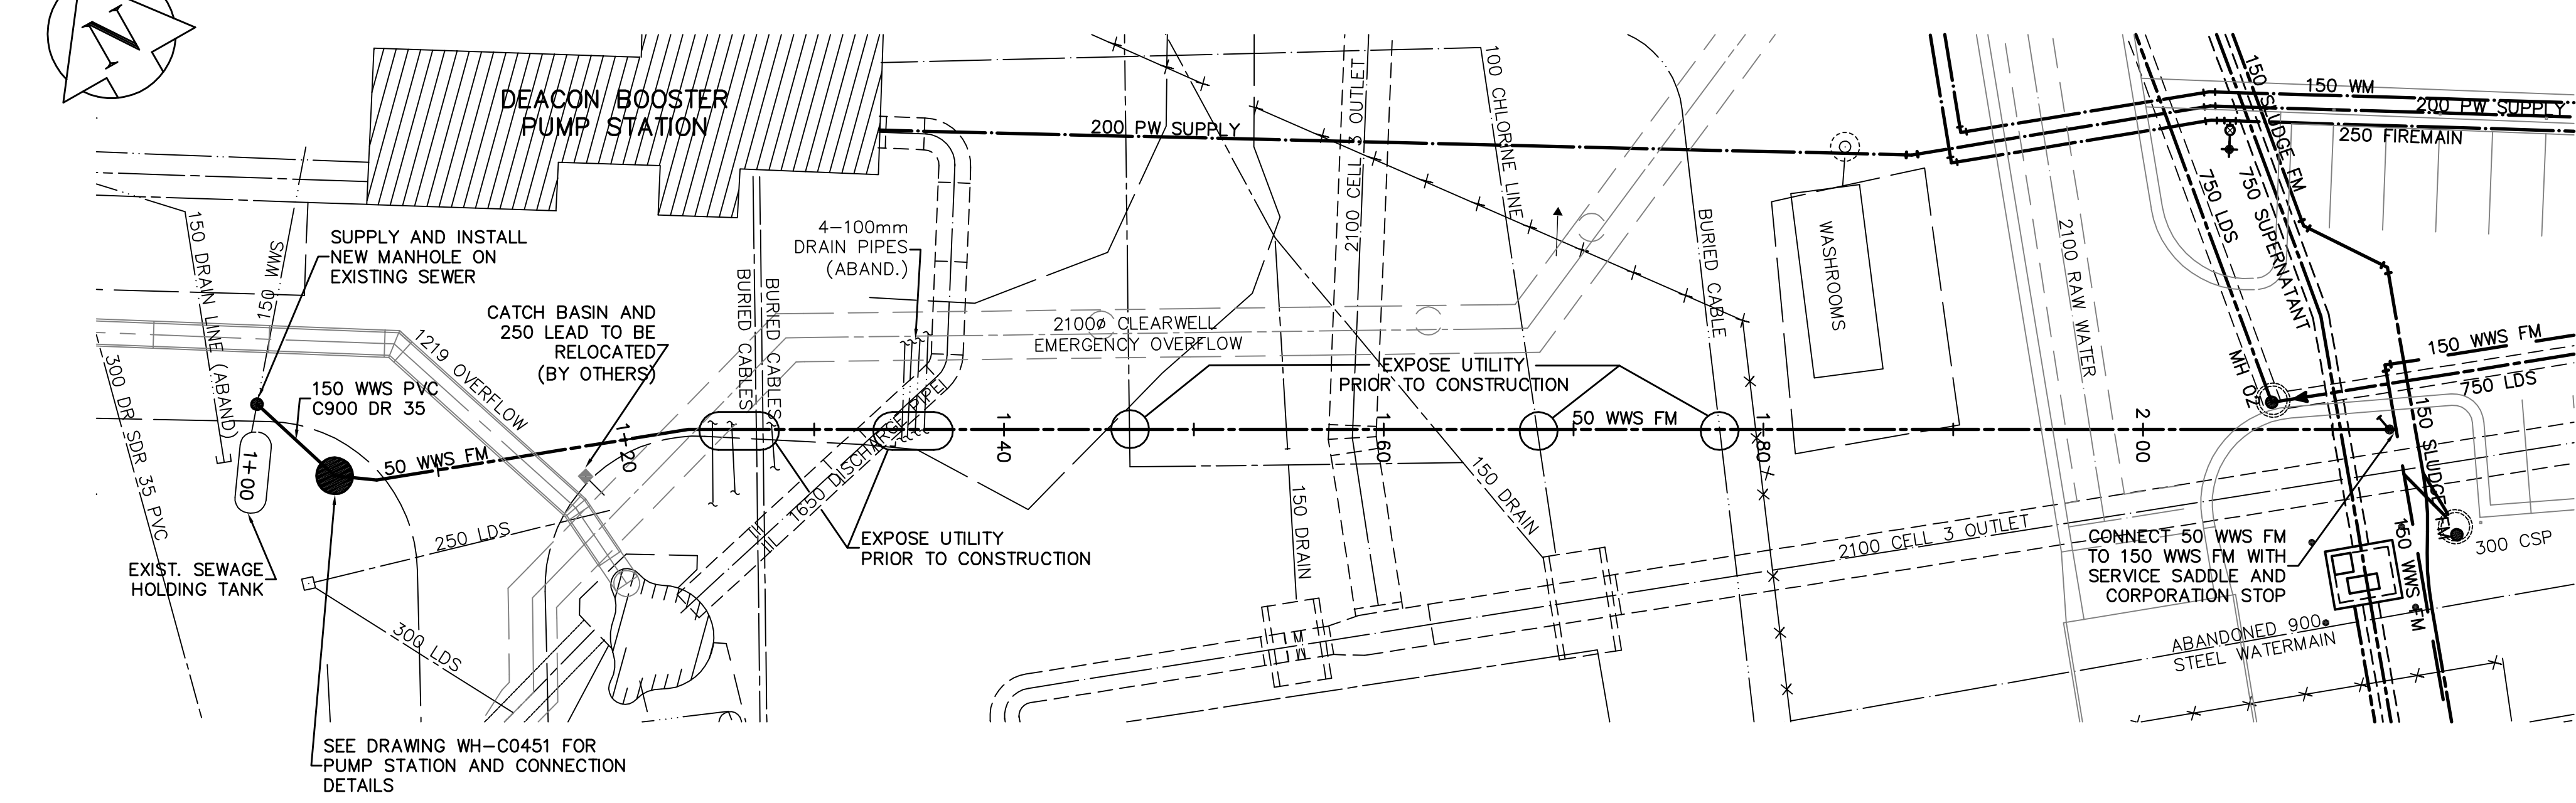 N
DEACON BOOSTER
PUMP STATION
200 PW SUPPLY
150 WM
200 PW SUPPLY
250 FIREMAIN
150 SLUDGE FM
750 LDS
750 SUPERNATANT
100 CHLORINE LINE
2100 CELL 3 OUTLET
BURIED CABLE
WASHROOMS
2100 RAW WATER
4-100mm
DRAIN PIPES
(ABAND.)
150 DRAIN LINE (ABAND)
150 WWS
SUPPLY AND INSTALL
NEW MANHOLE ON
EXISTING SEWER
CATCH BASIN AND
250 LEAD TO BE
RELOCATED
(BY OTHERS)
BURIED CABLES
BURIED CABLES
2100ø CLEARWELL
EMERGENCY OVERFLOW
EXPOSE UTILITY
PRIOR TO CONSTRUCTION
1219 OVERFLOW
300 DR SDR 35 PVC
150 WWS PVC
C900 DR 35
MH 02
150 WWS FM
750 LDS
50 WWS FM
50 WWS FM
1+00
1+20
1+40
1+60
1+80
2+00
1650 DISCHARGE PIPE
150 SLUDGE FM
150 DRAIN
150 DRAIN
250 LDS
300 LDS
EXPOSE UTILITY
PRIOR TO CONSTRUCTION
EXIST. SEWAGE
HOLDING TANK
2100 CELL 3 OUTLET
CONNECT 50 WWS FM
TO 150 WWS FM WITH
SERVICE SADDLE AND
CORPORATION STOP
150 WWS FM
300 CSP
ABANDONED 900
STEEL WATERMAIN
SEE DRAWING WH-C0451 FOR
PUMP STATION AND CONNECTION
DETAILS